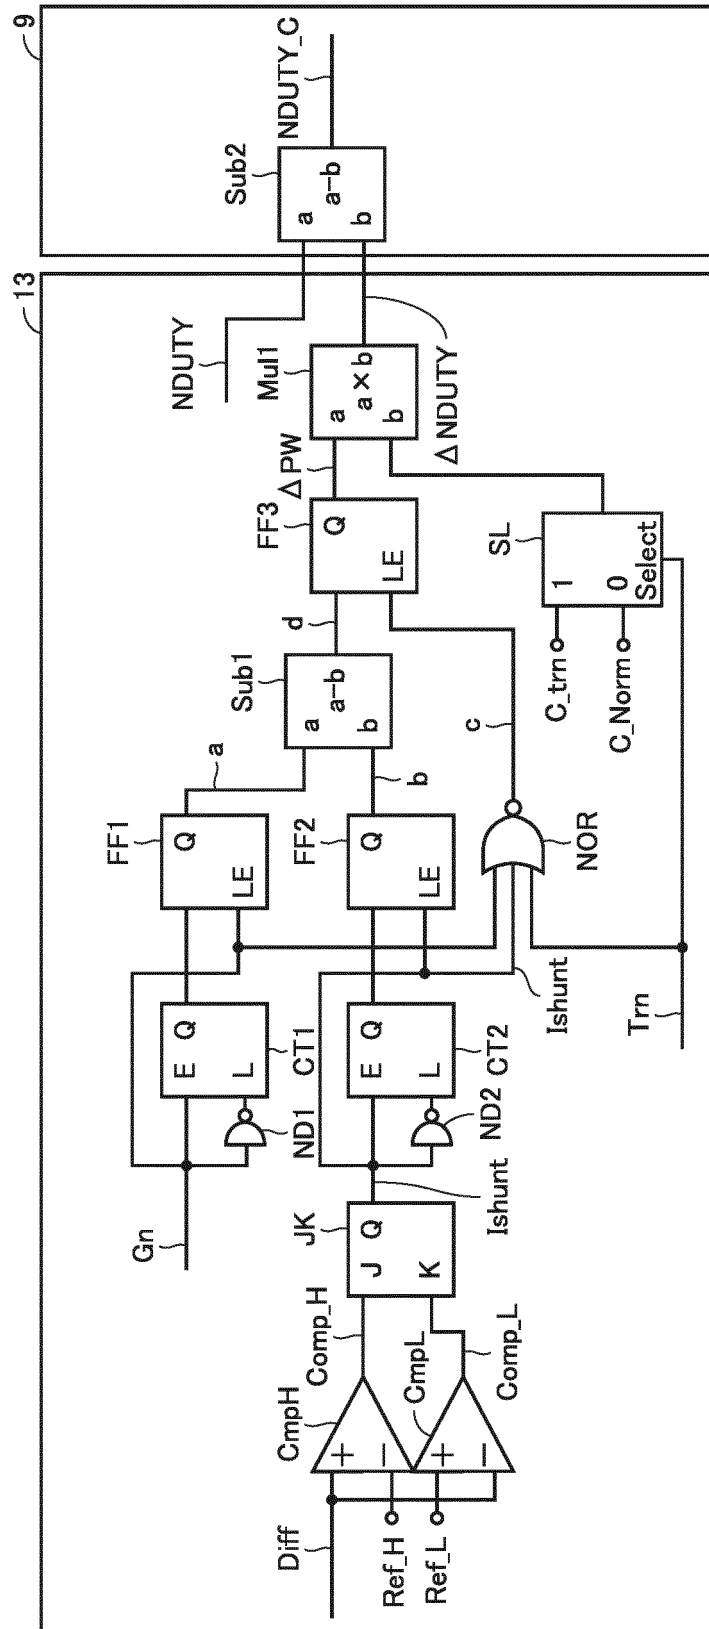 13
9
Gn
E
Q
L
ND1
CT1
FF1
Q
LE
a
Diff
CmpH
+
−
Comp_H
Ref_H
Ref_L
CmpL
+
−
Comp_L
JK
J
Q
K
Ishunt
E
Q
L
ND2
CT2
FF2
Q
LE
b
Sub1
a
a−b
b
d
FF3
Q
LE
ΔPW
Mul1
a
a×b
b
NDUTY
ΔNDUTY
Sub2
a
a−b
b
NDUTY_C
Ishunt
NOR
c
Trn
C_trn
C_Norm
SL
1
0
Select